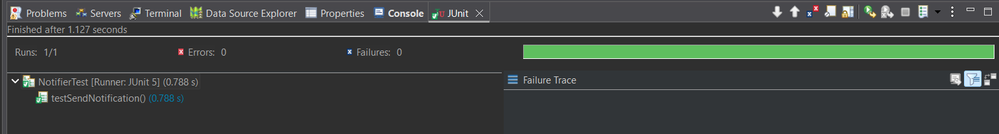 Problems Servers Terminal Data Source Explorer Properties Console JUnit
Finished after 1.127 seconds
Runs: 1/1 Errors: 0 Failures: 0
NotifierTest [Runner: JUnit 5] (0.788 s)
Failure Trace
testSendNotification() (0.788 s)